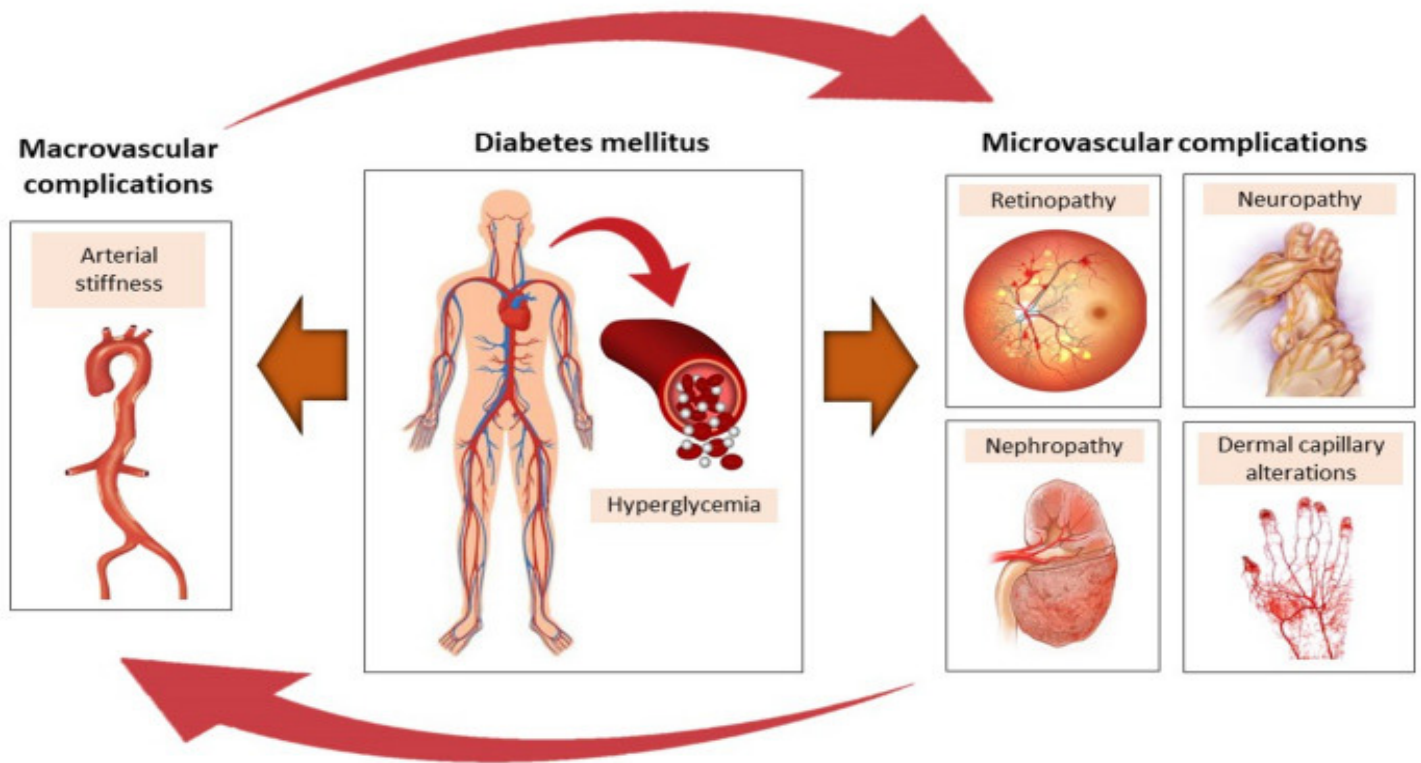 Macrovascular
complications
Arterial
stiffness
Diabetes mellitus
Hyperglycemia
Microvascular complications
Retinopathy
Neuropathy
Nephropathy
Dermal capillary
alterations